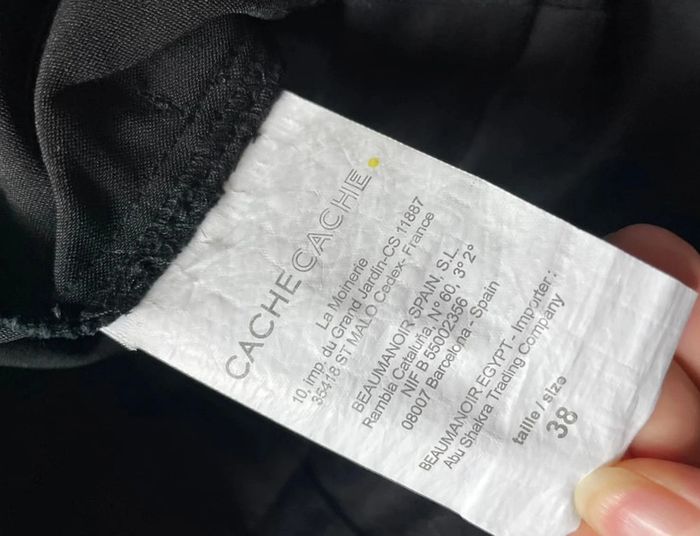 CACHE CACHE
La Moinerie
10, imp. du Grand Jardin-CS 11887
35418 ST MALO Cedex- France
BEAUMANOIR SPAIN, S.L.
Rambla Cataluña, N° 60, 3° 2°
NIF B 55002356
08007 Barcelona - Spain
BEAUMANOIR EGYPT - Importer :
Abu Shakra Trading Company
taille / size
38